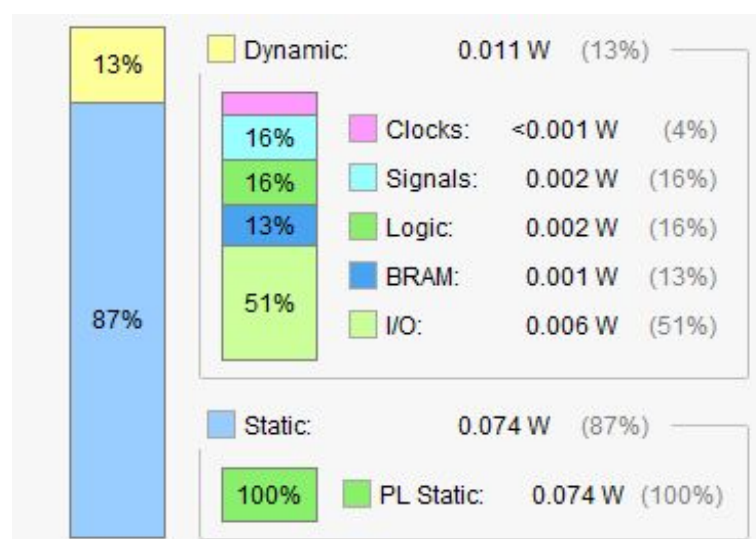 13%
87%
Dynamic: 0.011 W (13%)
16%
16%
13%
51%
Clocks: <0.001 W (4%)
Signals: 0.002 W (16%)
Logic: 0.002 W (16%)
BRAM: 0.001 W (13%)
I/O: 0.006 W (51%)
Static: 0.074 W (87%)
100%
PL Static: 0.074 W (100%)